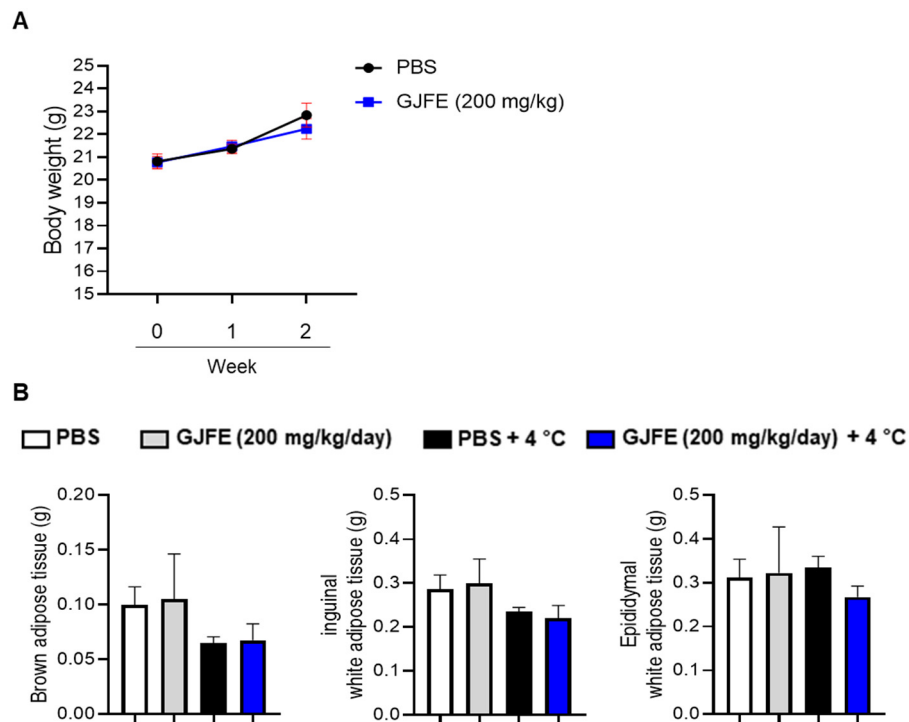 A
25
24
23
22
21
20
19
18
17
16
15
Body weight (g)
0 1 2
Week
PBS
GJFE (200 mg/kg)
B
PBS GJFE (200 mg/kg/day) PBS + 4 °C GJFE (200 mg/kg/day) + 4 °C
Brown adipose tissue (g)
0.20
0.15
0.10
0.05
0.00
inguinal
white adipose tissue (g)
0.5
0.4
0.3
0.2
0.1
0.0
Epididymal
white adipose tissue (g)
0.5
0.4
0.3
0.2
0.1
0.0